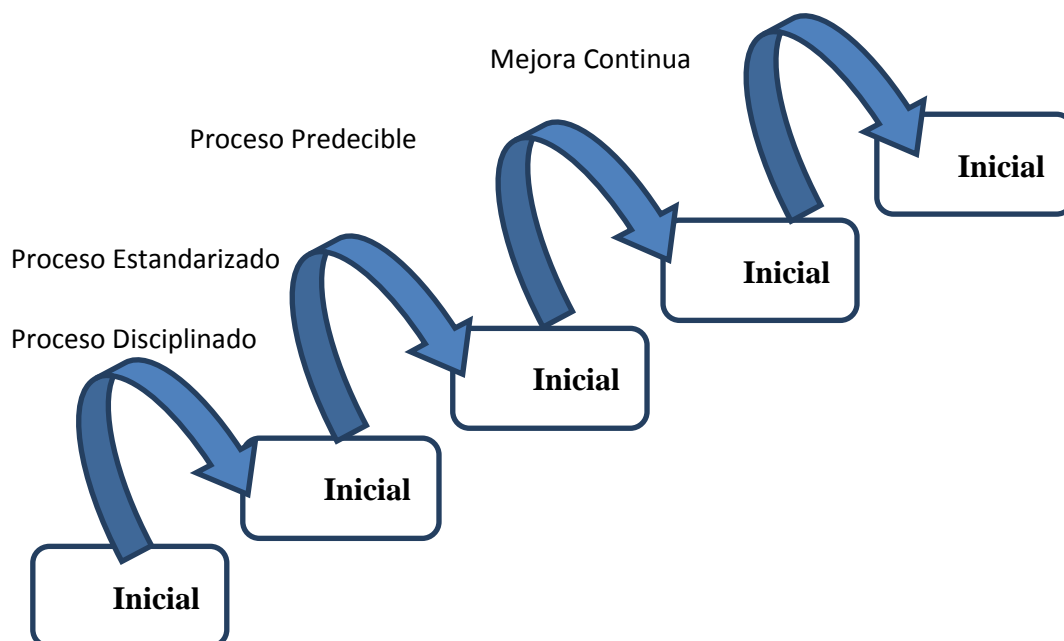 Mejora Continua
Proceso Predecible
Inicial
Proceso Estandarizado
Inicial
Proceso Disciplinado
Inicial
Inicial
Inicial